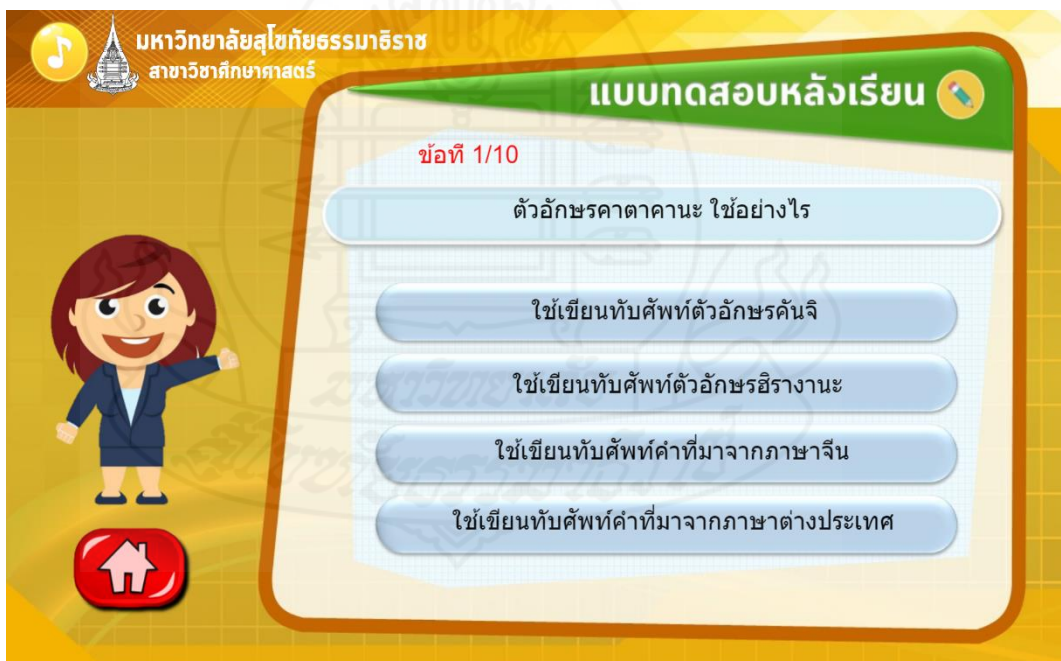 มหาวิทยาลัยสุโขทัยธรรมาธิราช
สาขาวิชาศึกษาศาสตร์
แบบทดสอบหลังเรียน
ข้อที่ 1/10
ตัวอักษรคาตาคานะ ใช้อย่างไร
ใช้เขียนทับศัพท์ตัวอักษรคันจิ
ใช้เขียนทับศัพท์ตัวอักษรฮิรางานะ
ใช้เขียนทับศัพท์คำที่มาจากภาษาจีน
ใช้เขียนทับศัพท์คำที่มาจากภาษาต่างประเทศ